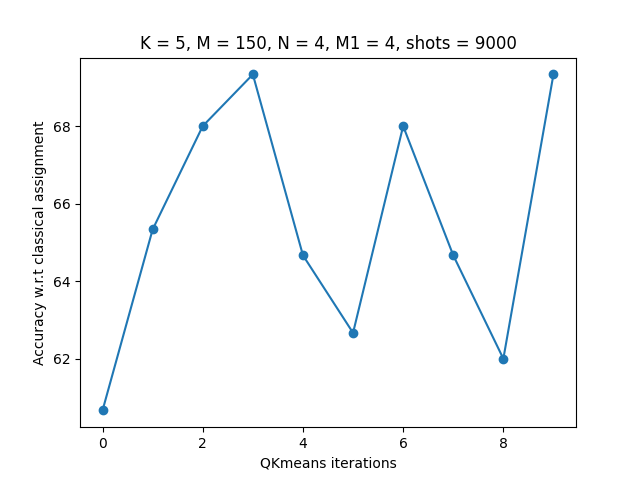 K = 5, M = 150, N = 4, M1 = 4, shots = 9000
Accuracy w.r.t classical assignment
68
66
64
62
0 2 4 6 8
QKmeans iterations